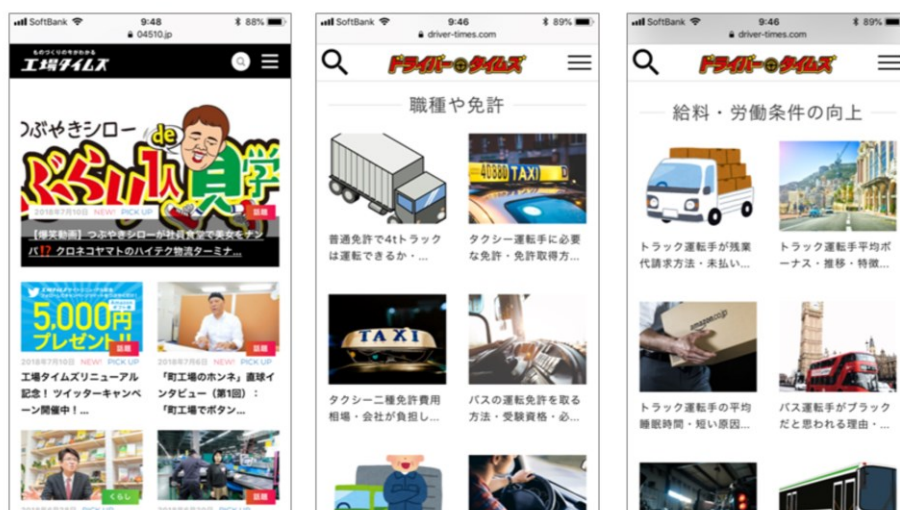 SoftBank 9:48 88%
04510.jp
ものづくりの今がわかる
工場タイムズ
つぶやきシロー
de
ぶらり1人見学
2018年7月10日 NEW! PICK UP 話題
【爆笑動画】つぶやきシローが社員食堂で美女をナン
パ!? クロネコヤマトのハイテク物流ターミナ...
5,000円
プレゼント!!
話題
2018年7月10日 NEW! PICK UP
工場タイムズリニューアル
記念！ ツイッターキャンペ
ーン開催中！...
話題
2018年7月6日 NEW! PICK UP
「町工場のホンネ」直球イ
ンタビュー（第1回）：
「町工場でボタン...
くらし
話題
SoftBank 9:46 89%
driver-times.com
ドライバータイムズ
職種や免許
4D880 TAXI
普通免許で4tトラック
は運転できるか・...
タクシー運転手に必要
な免許・免許取得方...
TAXI
タクシー二種免許費用
相場・会社が負担し...
バスの運転免許を取る
方法・受験資格・必...
SoftBank 9:46 89%
driver-times.com
ドライバータイムズ
給料・労働条件の向上
トラック運転手が残業
代請求方法・未払い...
トラック運転手平均ボ
ーナス・推移・特徴...
amazon.co.jp
トラック運転手の平均
睡眠時間・短い原因...
バス運転手がブラック
だと思われる理由・...